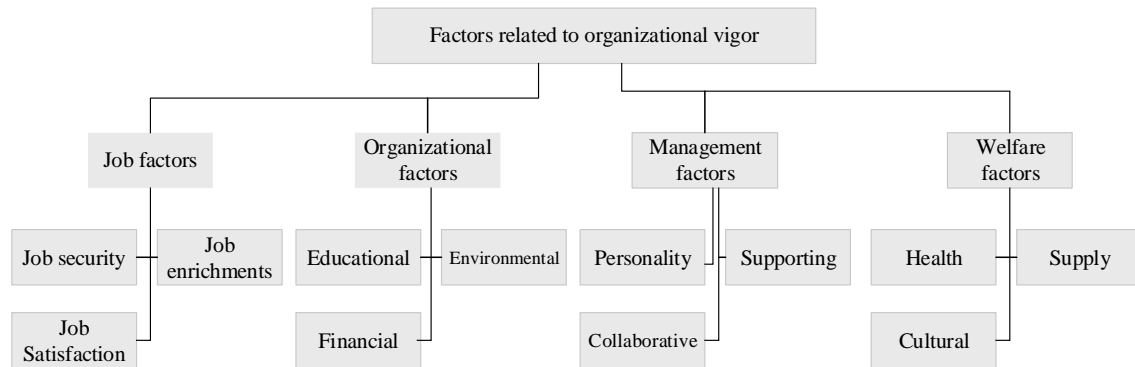 Factors related to organizational vigor
Job factors
Organizational
factors
Management
factors
Welfare
factors
Job security
Job
enrichments
Educational
Environmental
Personality
Supporting
Health
Supply
Job
Satisfaction
Financial
Collaborative
Cultural